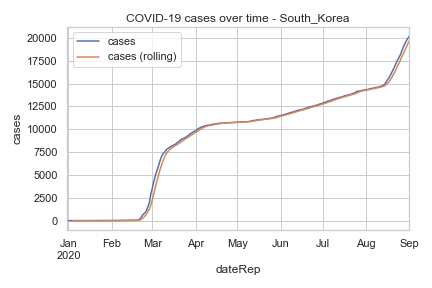 COVID-19 cases over time - South_Korea
cases
cases (rolling)
20000
17500
15000
12500
10000
7500
5000
2500
0
cases
Jan Feb Mar Apr May Jun Jul Aug Sep
2020
dateRep